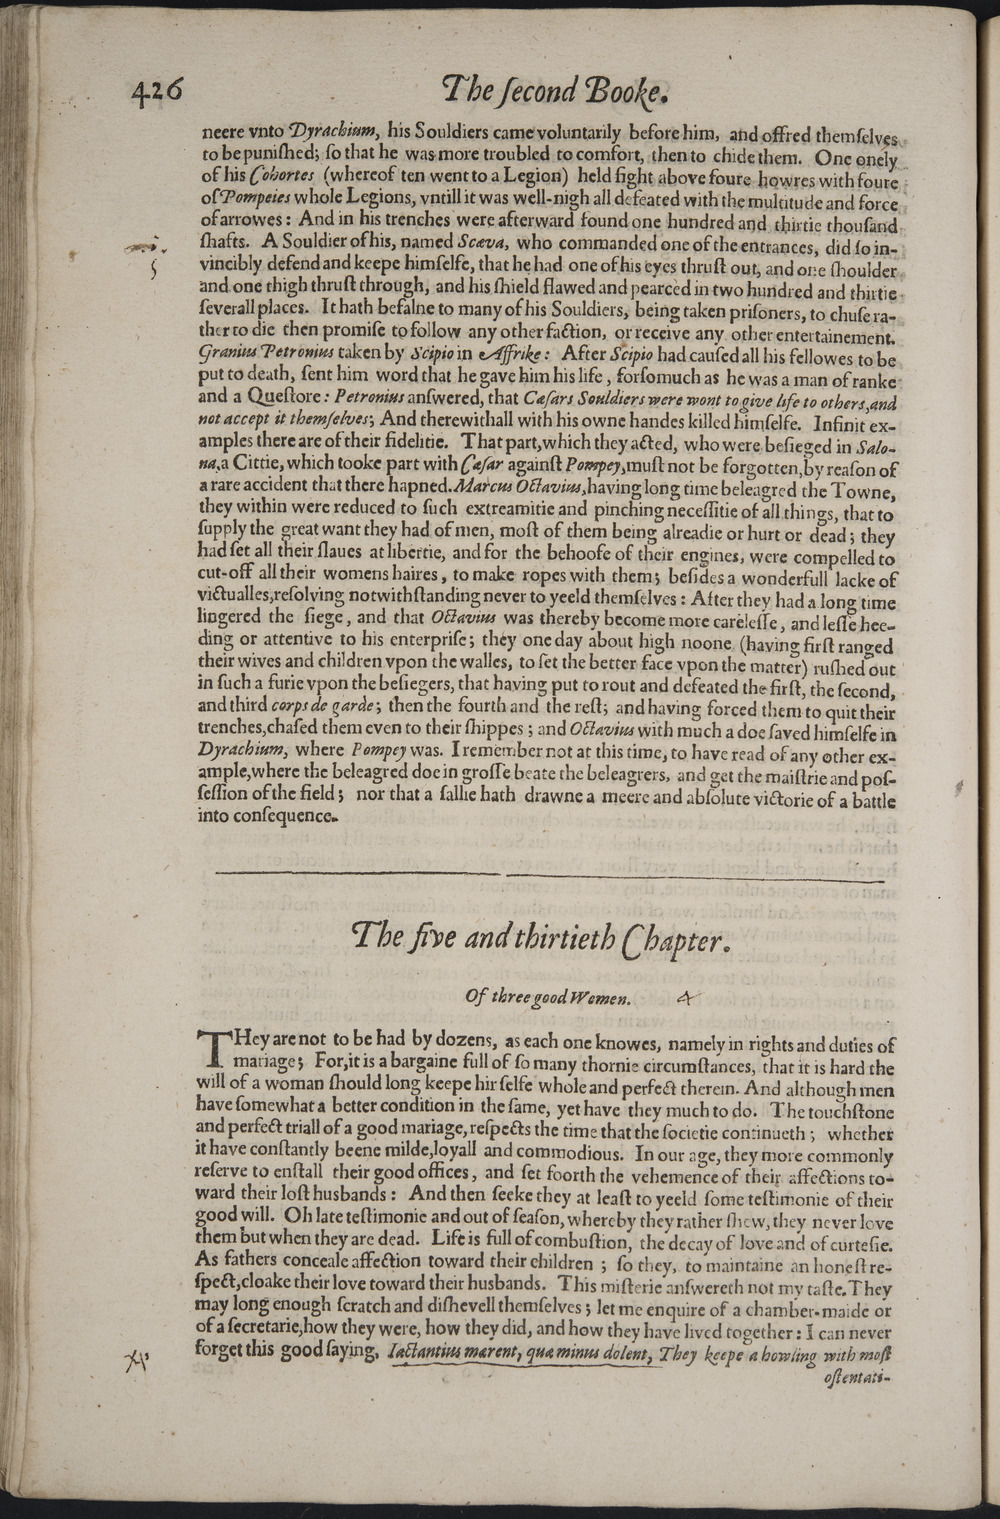 426
The ſecond Booke.
neere vnto Dyrachium, his Souldiers came voluntarily before him, and offred themſelves
to be puniſhed; ſo that he was more troubled to comfort, then to chide them. One onely
of his Cohortes (whereof ten went to a Legion) held fight above foure howres with foure
of Pompeies whole Legions, vntill it was well-nigh all defeated with the multitude and force
of arrowes: And in his trenches were afterward found one hundred and thirtie thouſand
ſhafts. A Souldier of his, named Scæva, who commanded one of the entrances, did ſo in-
vincibly defend and keepe himſelfe, that he had one of his eyes thruſt out, and one ſhoulder
and one thigh thruſt through, and his ſhield flawed and pearced in two hundred and thirtie
ſeverall places. It hath befalne to many of his Souldiers, being taken priſoners, to chuſe ra-
ther to die then promiſe to follow any other faction, or receive any other entertainement.
Granius Petronius taken by Scipio in Affrike: After Scipio had cauſed all his fellowes to be
put to death, ſent him word that he gave him his life, forſomuch as he was a man of ranke
and a Queſtore: Petronius anſwered, that Cæſars Souldiers were wont to give life to others, and
not accept it themſelves; And therewithall with his owne handes killed himſelfe. Infinit ex-
amples there are of their fidelitie. That part, which they acted, who were beſieged in Salo-
na, a Cittie, which tooke part with Cæſar againſt Pompey, muſt not be forgotten, by reaſon of
a rare accident that there hapned. Marcus Octavius, having long time beleagred the Towne,
they within were reduced to ſuch extreamitie and pinching neceſſitie of all things, that to
ſupply the great want they had of men, moſt of them being alreadie or hurt or dead; they
had ſet all their ſlaues at libertie, and for the behoofe of their engines, were compelled to
cut-off all their womens haires, to make ropes with them; beſides a wonderfull lacke of
victualles, reſolving notwithſtanding never to yeeld themſelves: After they had a long time
lingered the ſiege, and that Octavius was thereby become more careleſſe, and leſſe hee-
ding or attentive to his enterpriſe; they one day about high noone (having firſt ranged
their wives and children vpon the walles, to ſet the better face vpon the matter) ruſhed out
in ſuch a furie vpon the beſiegers, that having put to rout and defeated the firſt, the ſecond,
and third corps de garde; then the fourth and the reſt; and having forced them to quit their
trenches, chaſed them even to their ſhippes; and Octavius with much a doe ſaved himſelfe in
Dyrachium, where Pompey was. I remember not at this time, to have read of any other ex-
ample, where the beleagred doe in groſſe beate the beleagrers, and get the maiſtrie and poſ-
ſeſſion of the field; nor that a ſallie hath drawne a meere and abſolute victorie of a battle
into conſequence.
The five and thirtieth Chapter.
Of three good Women.
THey are not to be had by dozens, as each one knowes, namely in rights and duties of
mariage; For, it is a bargaine full of ſo many thornie circumſtances, that it is hard the
will of a woman ſhould long keepe hir ſelfe whole and perfect therein. And although men
have ſomewhat a better condition in the ſame, yet have they much to do. The touchſtone
and perfect triall of a good mariage, reſpects the time that the ſocietie continueth; whether
it have conſtantly beene milde, loyall and commodious. In our age, they more commonly
reſerve to enſtall their good offices, and ſet foorth the vehemence of their affections to-
ward their loſt husbands: And then ſeeke they at leaſt to yeeld ſome teſtimonie of their
good will. Oh late teſtimonie and out of ſeaſon, whereby they rather ſhew, they never love
them but when they are dead. Life is full of combuſtion, the decay of love and of curteſie.
As fathers conceale affection toward their children; ſo they, to maintaine an honeſt re-
ſpect, cloake their love toward their husbands. This miſterie anſwereth not my taſte. They
may long enough ſcratch and diſhevell themſelves; let me enquire of a chamber-maide or
of a ſecretarie, how they were, how they did, and how they have lived together: I can never
forget this good ſaying, Iactantius mærent, quæ minus dolent, They keepe a howling with moſt
oſtentati-